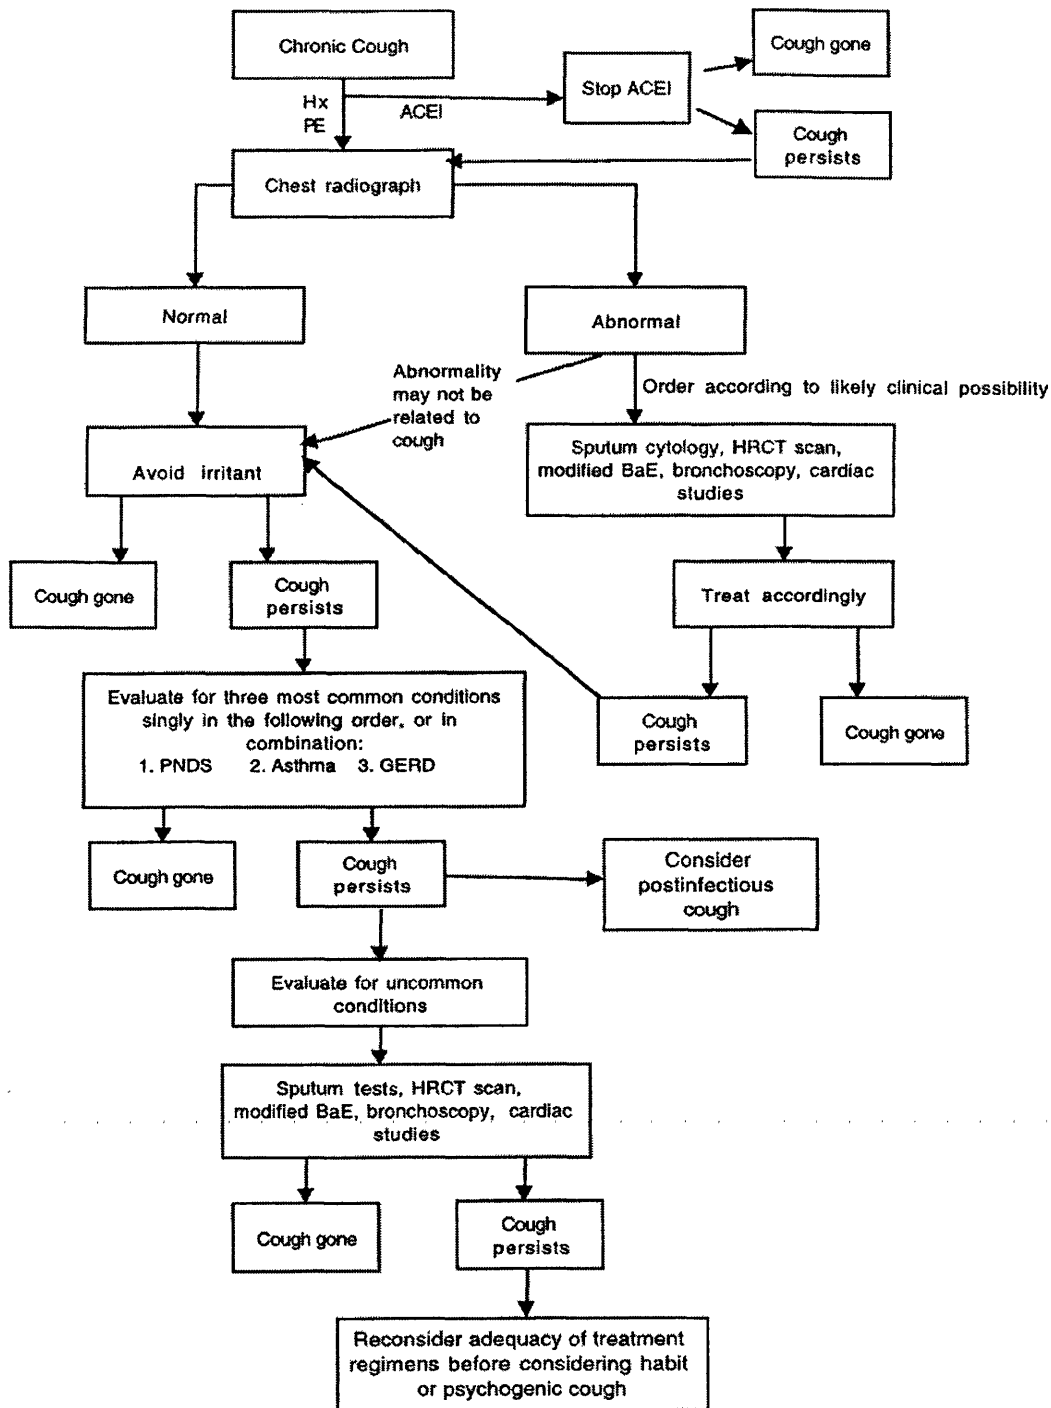 Chronic Cough
Cough gone
Stop ACEI
Hx
PE
ACEI
Cough
persists
Chest radiograph
Normal
Abnormal
Abnormality
may not be
related to
cough
Order according to likely clinical possibility
Avoid irritant
Sputum cytology, HRCT scan,
modified BaE, bronchoscopy, cardiac
studies
Cough gone
Cough
persists
Treat accordingly
Evaluate for three most common conditions
singly in the following order, or in
combination:
1. PNDS 2. Asthma 3. GERD
Cough
persists
Cough gone
Cough gone
Cough
persists
Consider
postinfectious
cough
Evaluate for uncommon
conditions
Sputum tests, HRCT scan,
modified BaE, bronchoscopy, cardiac
studies
Cough gone
Cough
persists
Reconsider adequacy of treatment
regimens before considering habit
or psychogenic cough